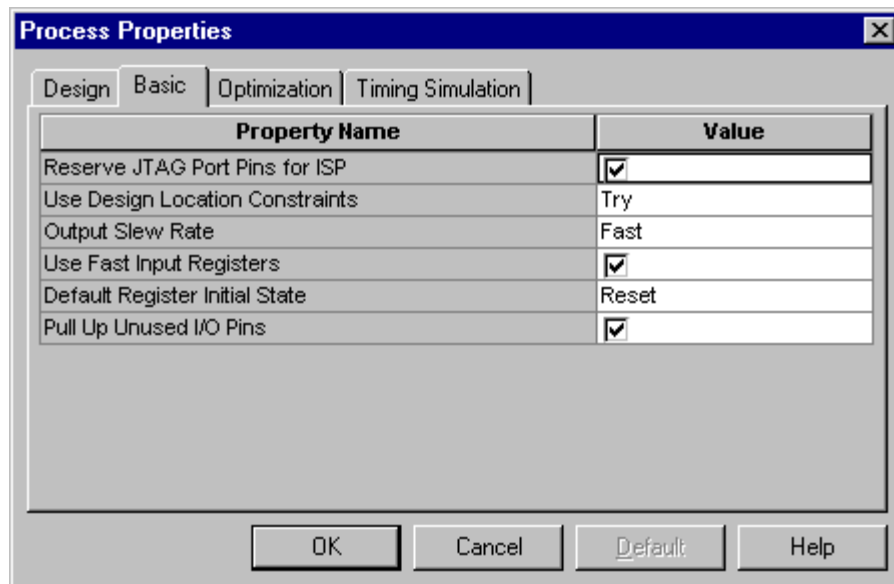 Process Properties
Design Basic Optimization Timing Simulation
Property Name Value
Reserve JTAG Port Pins for ISP
Use Design Location Constraints Try
Output Slew Rate Fast
Use Fast Input Registers
Default Register Initial State Reset
Pull Up Unused I/O Pins
OK Cancel Default Help